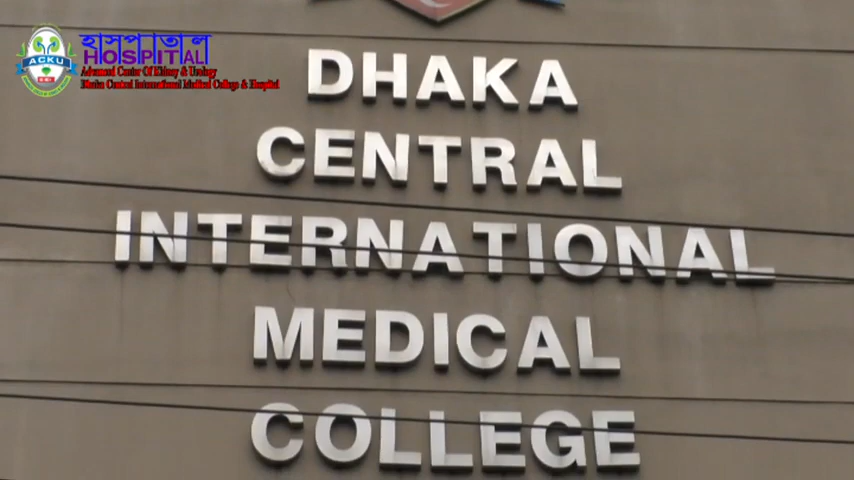 ACKU
হাসপাতাল
HOSPITAL
Advanced Center Of Kidney & Urology
Dhaka Central International Medical College & Hospital
DHAKA
CENTRAL
INTERNATIONAL
MEDICAL
COLLEGE